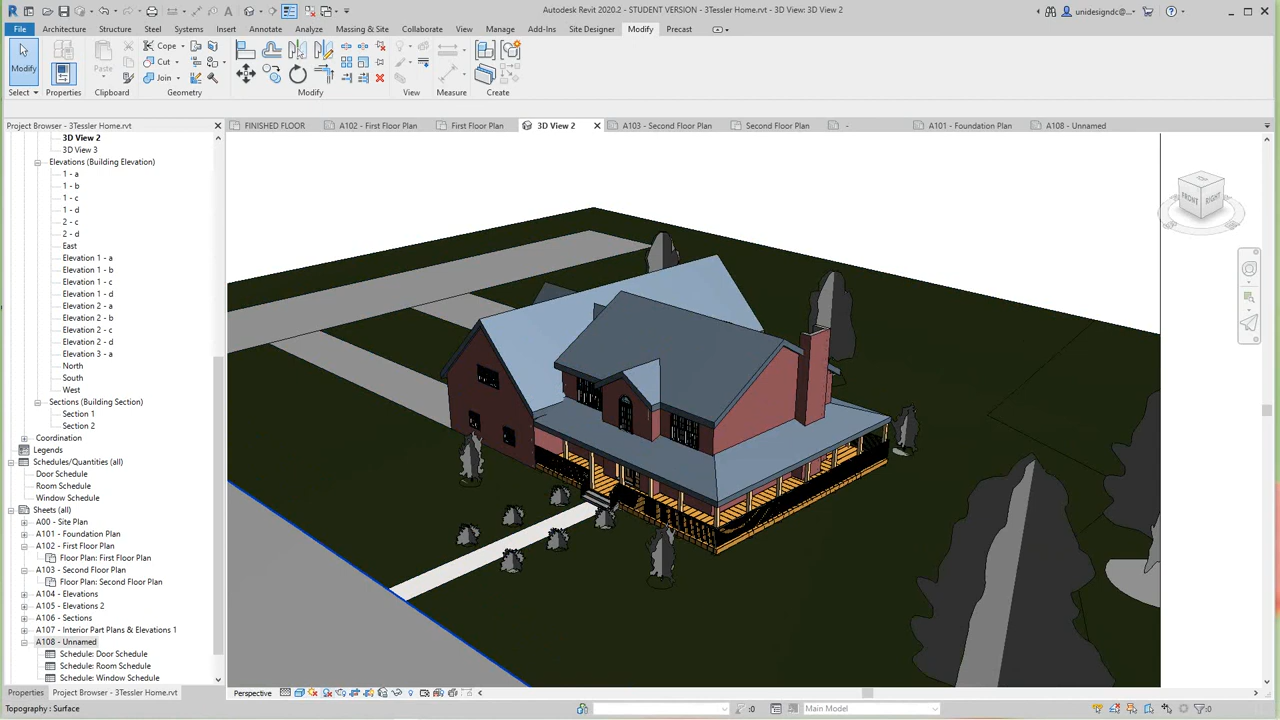 Autodesk Revit 2020.2 - STUDENT VERSION - 3Tessler Home.rvt - 3D View: 3D View 2
unidesigndc@...
File Architecture Structure Steel Systems Insert Annotate Analyze Massing & Site Collaborate View Manage Add-Ins Site Designer Modify Precast
Modify
Properties
Paste
Cope
Cut
Join
Select
Properties
Clipboard
Geometry
Modify
View
Measure
Create
Project Browser - 3Tessler Home.rvt
FINISHED FLOOR
A102 - First Floor Plan
First Floor Plan
3D View 2
A103 - Second Floor Plan
Second Floor Plan
-
A101 - Foundation Plan
A108 - Unnamed
3D View 2
3D View 3
Elevations (Building Elevation)
1 - a
1 - b
1 - c
1 - d
2 - c
2 - d
East
Elevation 1 - a
Elevation 1 - b
Elevation 1 - c
Elevation 1 - d
Elevation 2 - a
Elevation 2 - b
Elevation 2 - c
Elevation 2 - d
Elevation 3 - a
North
South
West
Sections (Building Section)
Section 1
Section 2
Coordination
Legends
Schedules/Quantities (all)
Door Schedule
Room Schedule
Window Schedule
Sheets (all)
A00 - Site Plan
A101 - Foundation Plan
A102 - First Floor Plan
Floor Plan: First Floor Plan
A103 - Second Floor Plan
Floor Plan: Second Floor Plan
A104 - Elevations
A105 - Elevations 2
A106 - Sections
A107 - Interior Part Plans & Elevations 1
A108 - Unnamed
Schedule: Door Schedule
Schedule: Room Schedule
Schedule: Window Schedule
FRONT
RIGHT
Properties
Project Browser - 3Tessler Home.rvt
Perspective
Topography : Surface
:0
Main Model
:0